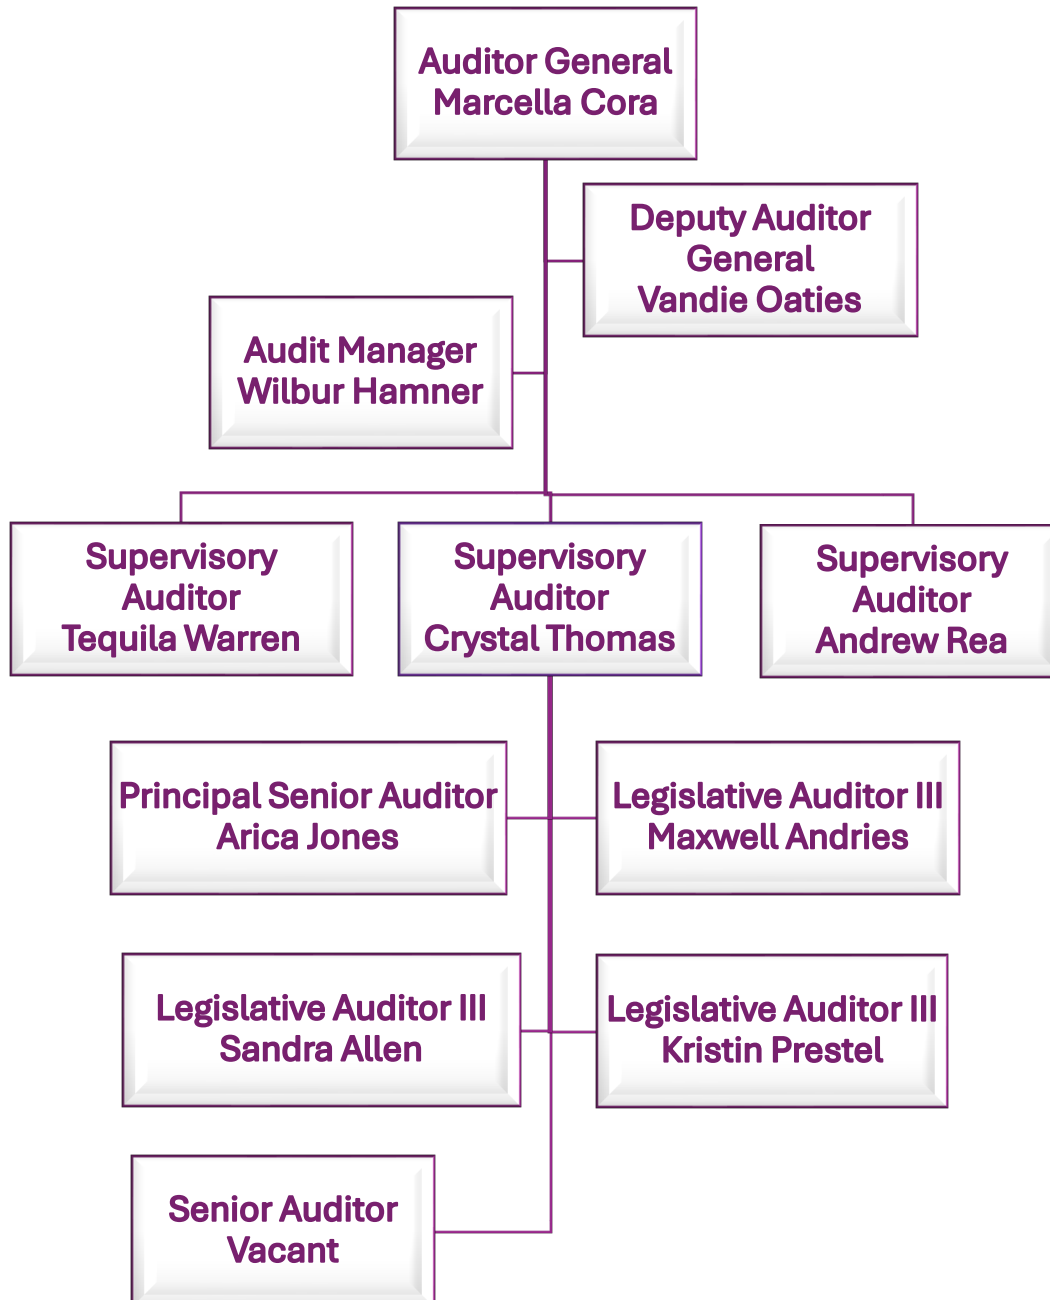 Auditor General
Marcella Cora
Deputy Auditor
General
Vandie Oaties
Audit Manager
Wilbur Hamner
Supervisory
Auditor
Tequila Warren
Supervisory
Auditor
Crystal Thomas
Supervisory
Auditor
Andrew Rea
Principal Senior Auditor
Arica Jones
Legislative Auditor III
Maxwell Andries
Legislative Auditor III
Sandra Allen
Legislative Auditor III
Kristin Prestel
Senior Auditor
Vacant